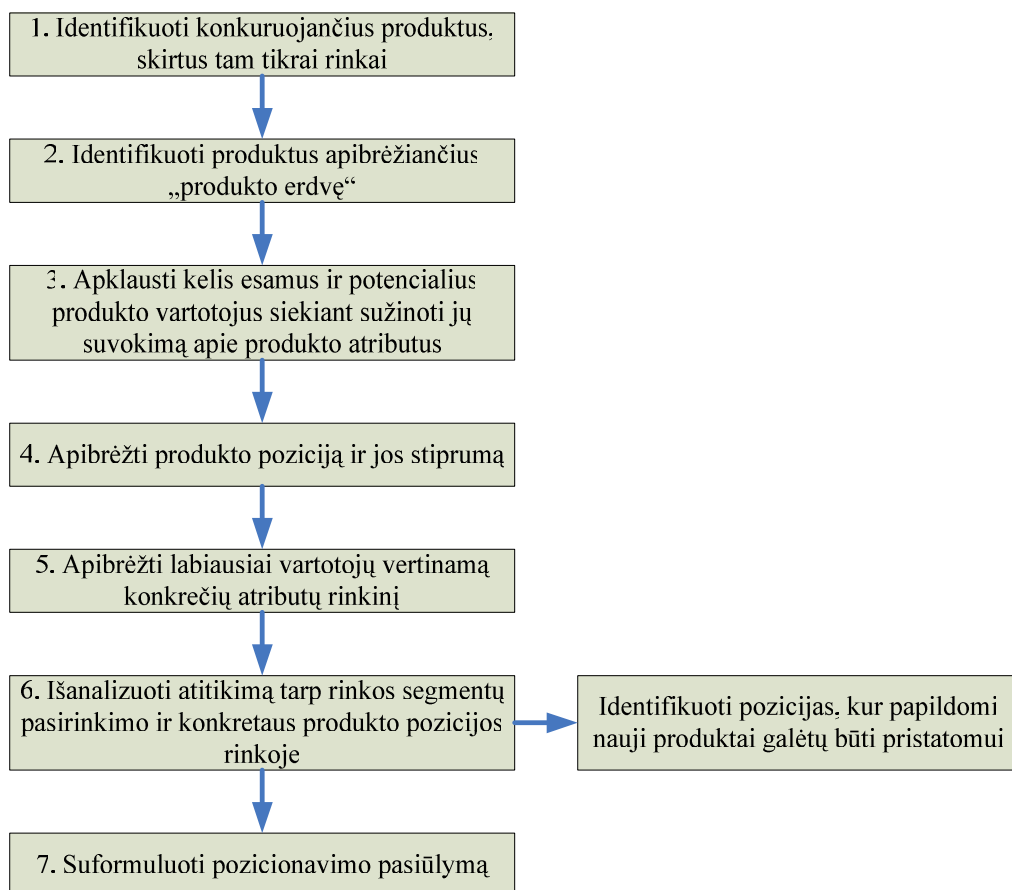 1. Identifikuoti konkuruojančius produktus,
skirtus tam tikrai rinkai
2. Identifikuoti produktus apibrėžiančius
„produkto erdvę“
3. Apklausti kelis esamus ir potencialius
produkto vartotojus siekiant sužinoti jų
suvokimą apie produkto atributus
4. Apibrėžti produkto poziciją ir jos stiprumą
5. Apibrėžti labiausiai vartotojų vertinamą
konkrečių atributų rinkinį
6. Išanalizuoti atitikimą tarp rinkos segmentų
pasirinkimo ir konkretaus produkto pozicijos
rinkoje
Identifikuoti pozicijas, kur papildomi
nauji produktai galėtų būti pristatomui
7. Suformuluoti pozicionavimo pasiūlymą